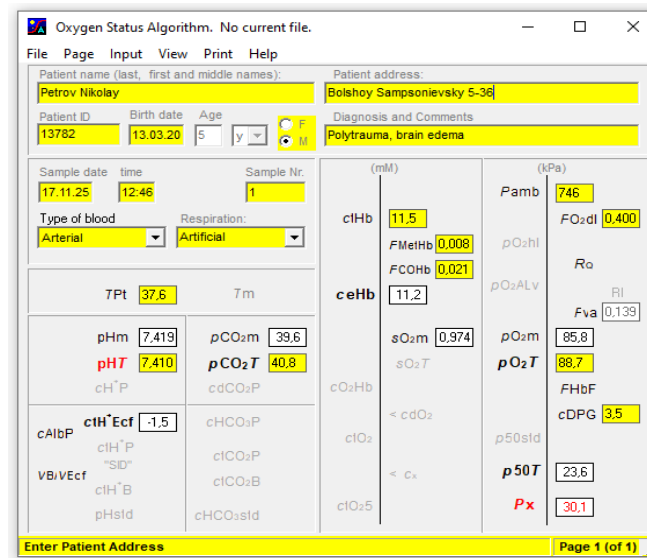 Oxygen Status Algorithm. No current file.
File Page Input View Print Help
Patient name (last, first and middle names): Patient address:
Petrov Nikolay Bolshoy Sampsonievsky 5-36
Patient ID Birth date Age F Diagnosis and Comments
13782 13.03.20 5 y M Polytrauma, brain edema
Sample date time Sample Nr. (mM) (kPa)
17.11.25 12:46 1 Pamb 746
Type of blood Respiration: ctHb 11,5 FO2dI 0,400
Arterial Artificial FMetHb 0,008 pO2hI
FCOHb 0,021 RQ
TPt 37,6 Tm ceHb 11,2 pO2ALv RI
Fva 0,139
pHm 7,419 pCO2m 39,6 sO2m 0,974 pO2m 85,8
pHT 7,410 pCO2T 40,8 sO2T pO2T 88,7
cH+P cdCO2P cO2Hb FHbF
cAlbP ctH+Ecf -1,5 cHCO3P < cdO2 cDPG 3,5
ctH+P ctCO2P ctO2 p50std
VB/VEcf "SID" ctCO2B < cx p50T 23,6
ctH+B
pHstd cHCO3std ctO25 Px 30,1
Enter Patient Address Page 1 (of 1)